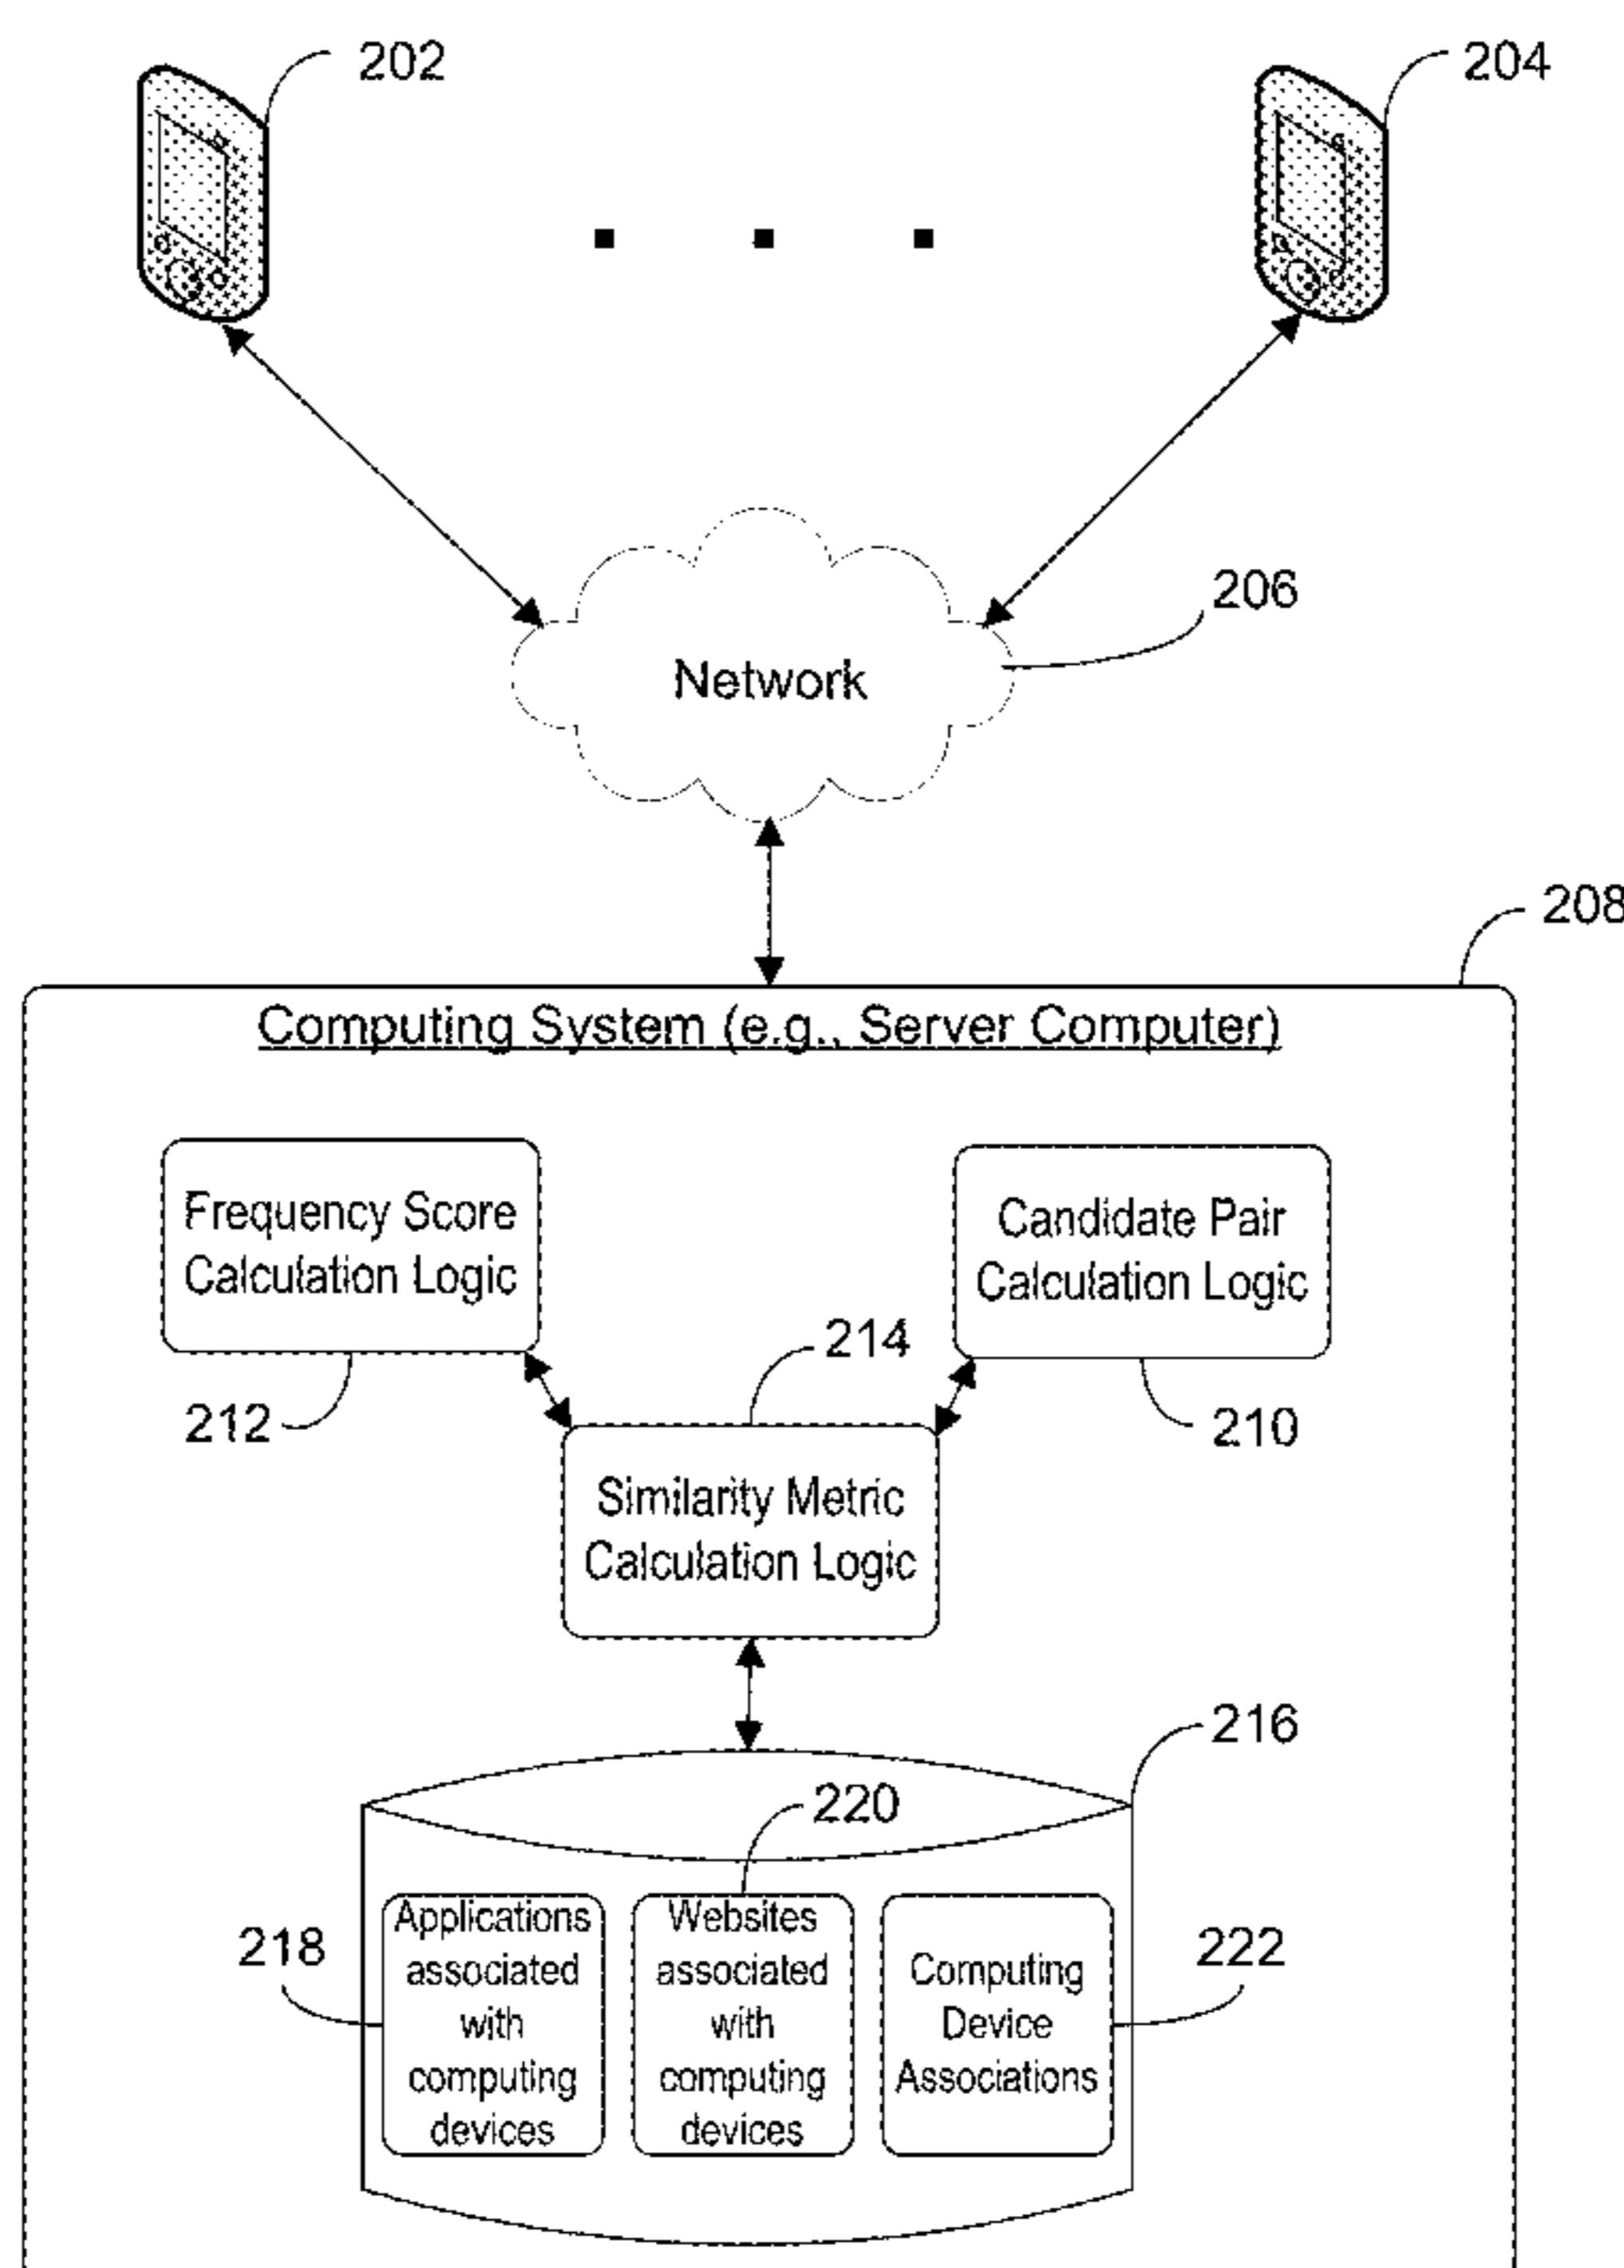 202
204
206
Network
208
Computing System (e.g., Server Computer)
Frequency Score
Calculation Logic
Candidate Pair
Calculation Logic
214
212
210
Similarity Metric
Calculation Logic
216
220
218
Applications
associated
with
computing
devices
Websites
associated
with
computing
devices
Computing
Device
Associations
222